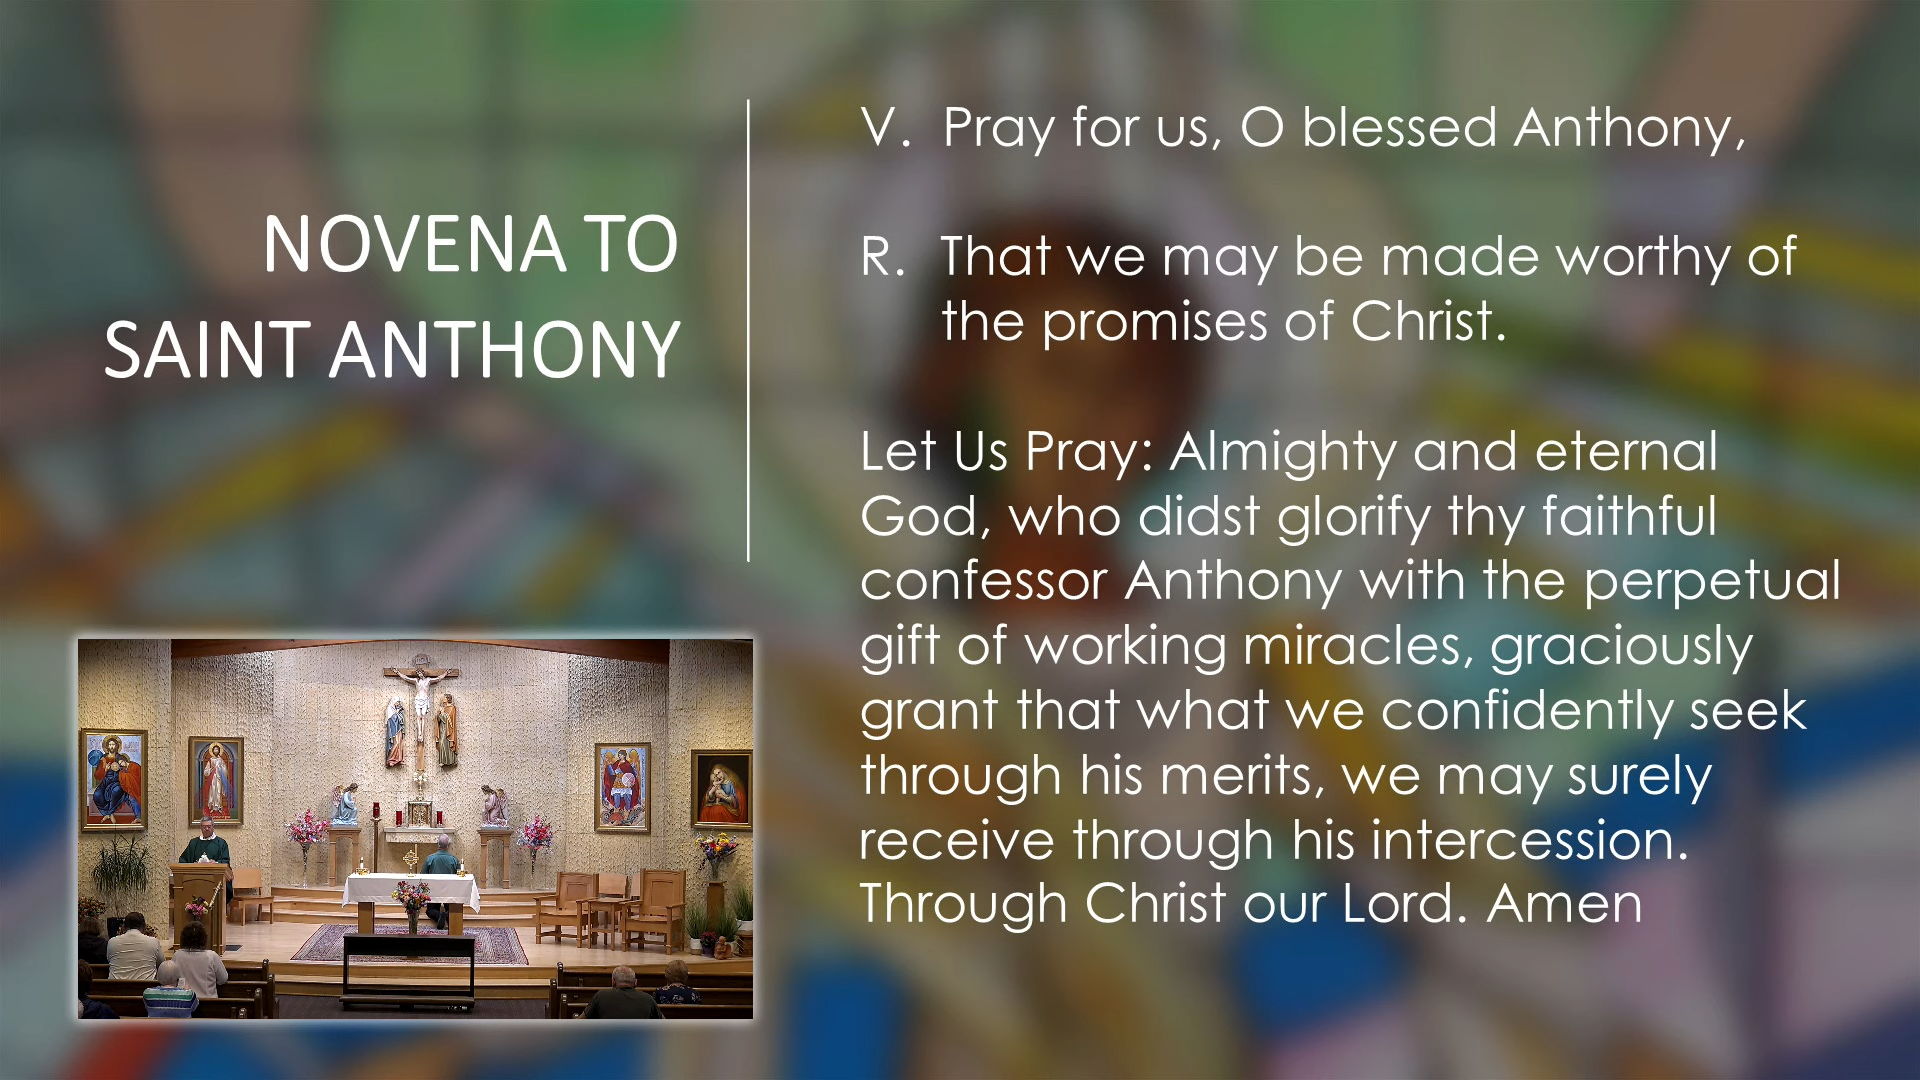 NOVENA TO
SAINT ANTHONY
V. Pray for us, O blessed Anthony,
R. That we may be made worthy of
the promises of Christ.
Let Us Pray: Almighty and eternal
God, who didst glorify thy faithful
confessor Anthony with the perpetual
gift of working miracles, graciously
grant that what we confidently seek
through his merits, we may surely
receive through his intercession.
Through Christ our Lord. Amen